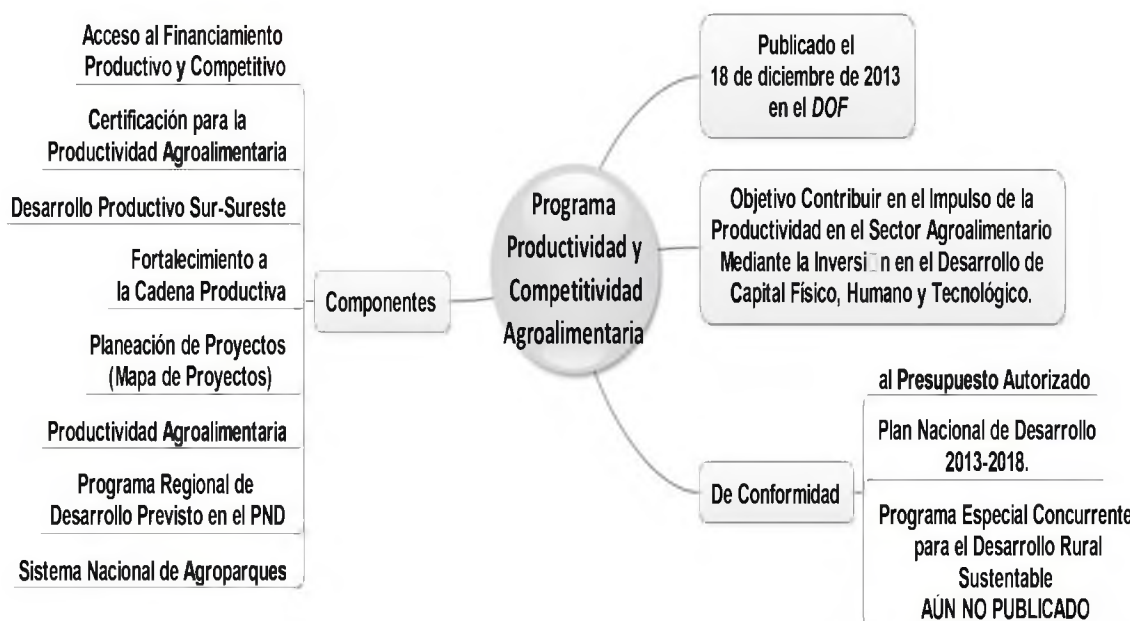 Acceso al Financiamiento
Productivo y Competitivo
Certificación para la
Productividad Agroalimentaria
Desarrollo Productivo Sur-Sureste
Fortalecimiento a
la Cadena Productiva
Planeación de Proyectos
(Mapa de Proyectos)
Productividad Agroalimentaria
Programa Regional de
Desarrollo Previsto en el PND
Sistema Nacional de Agroparques
Componentes
Programa
Productividad y
Competitividad
Agroalimentaria
Publicado el
18 de diciembre de 2013
en el DOF
Objetivo Contribuir en el Impulso de la
Productividad en el Sector Agroalimentario
Mediante la Inversi□n en el Desarrollo de
Capital Físico, Humano y Tecnológico.
De Conformidad
al Presupuesto Autorizado
Plan Nacional de Desarrollo
2013-2018.
Programa Especial Concurrente
para el Desarrollo Rural
Sustentable
AÚN NO PUBLICADO